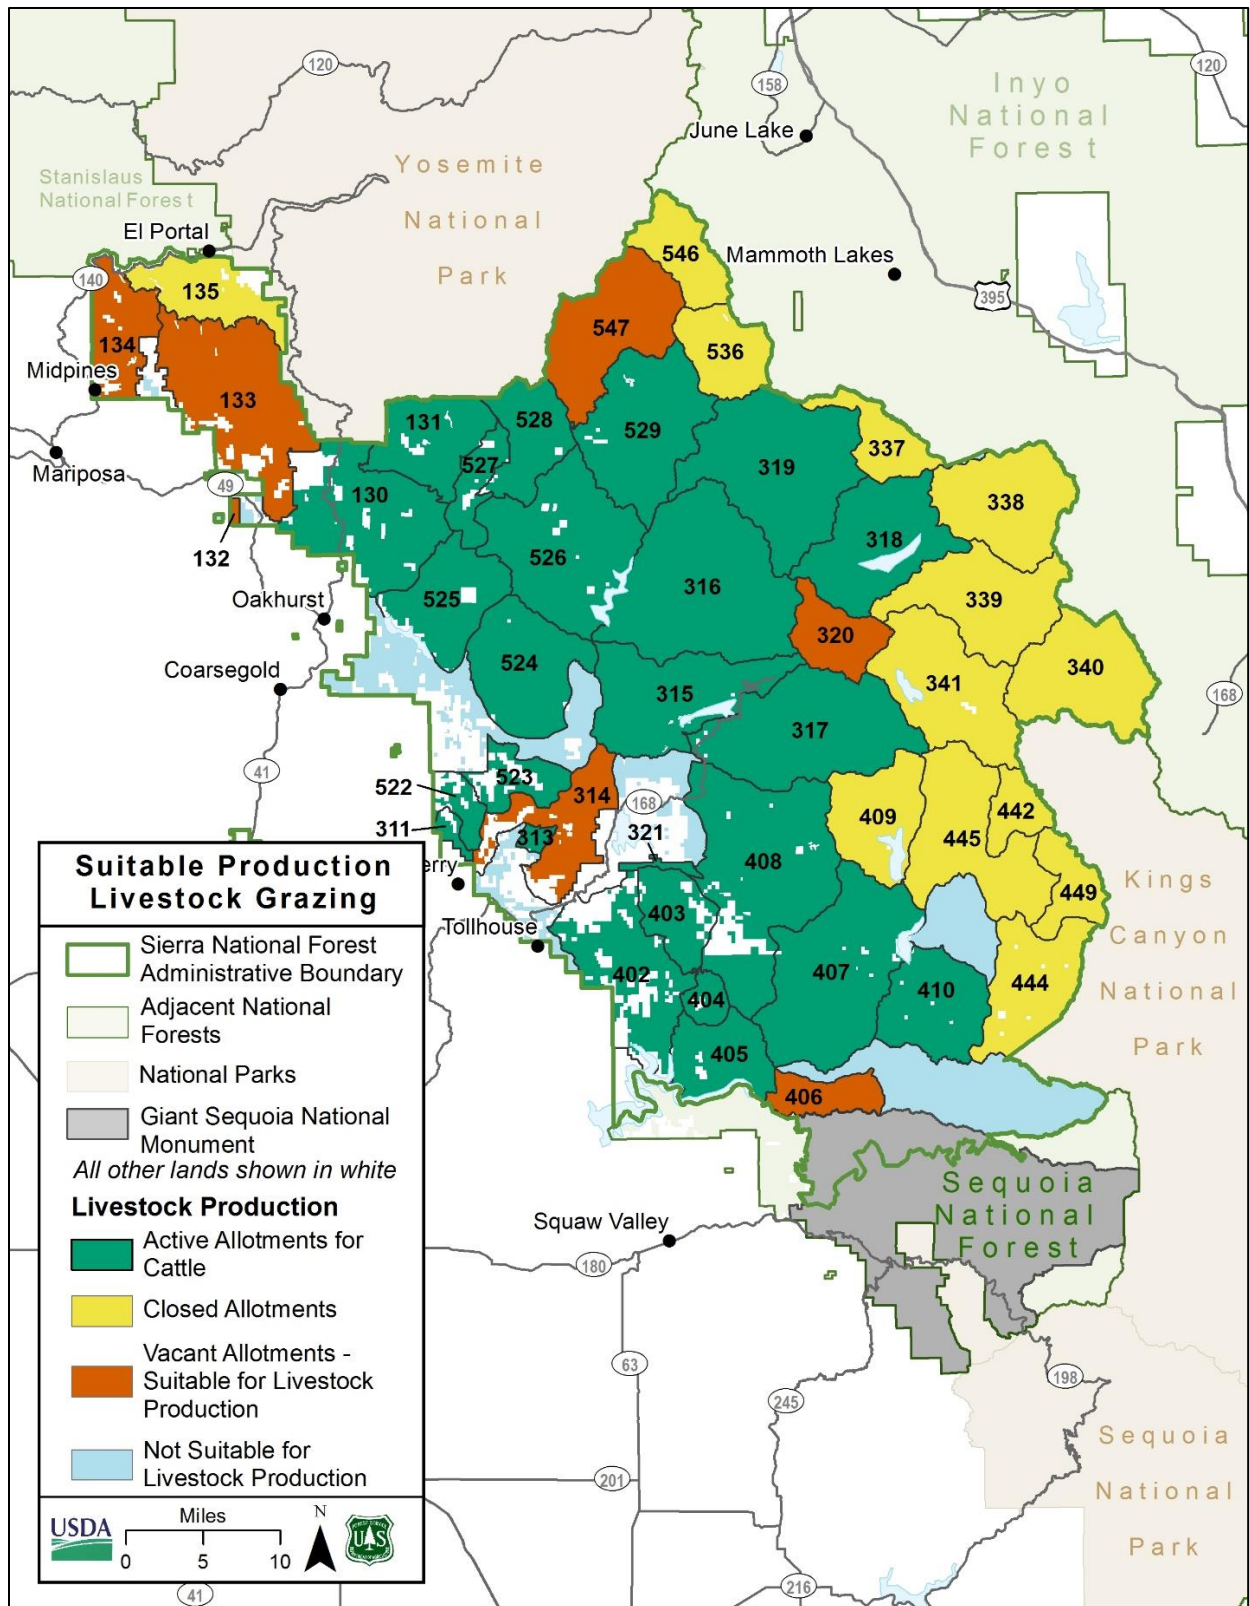 120
158
120
Inyo
National
Forest
June Lake
Yosemite
National
Park
Stanislaus
National Forest
El Portal
546
Mammoth Lakes
140
135
395
547
134
536
Midpines
133
131
528
529
337
319
Mariposa
527
49
130
338
318
132
526
316
525
339
Oakhurst
320
524
340
Coarsegold
315
341
168
317
41
523
522
314
168
409
442
311
313
321
445
408
erry
449
Kings
Canyon
National
Park
403
Tollhouse
402
407
404
410
444
405
406
Sequoia
National
Forest
Squaw Valley
180
63
198
245
Sequoia
National
Park
201
216
41
Suitable Production
Livestock Grazing
Sierra National Forest
Administrative Boundary
Adjacent National
Forests
National Parks
Giant Sequoia National
Monument
All other lands shown in white
Livestock Production
Active Allotments for
Cattle
Closed Allotments
Vacant Allotments -
Suitable for Livestock
Production
Not Suitable for
Livestock Production
USDA
Miles
0 5 10
N
U S